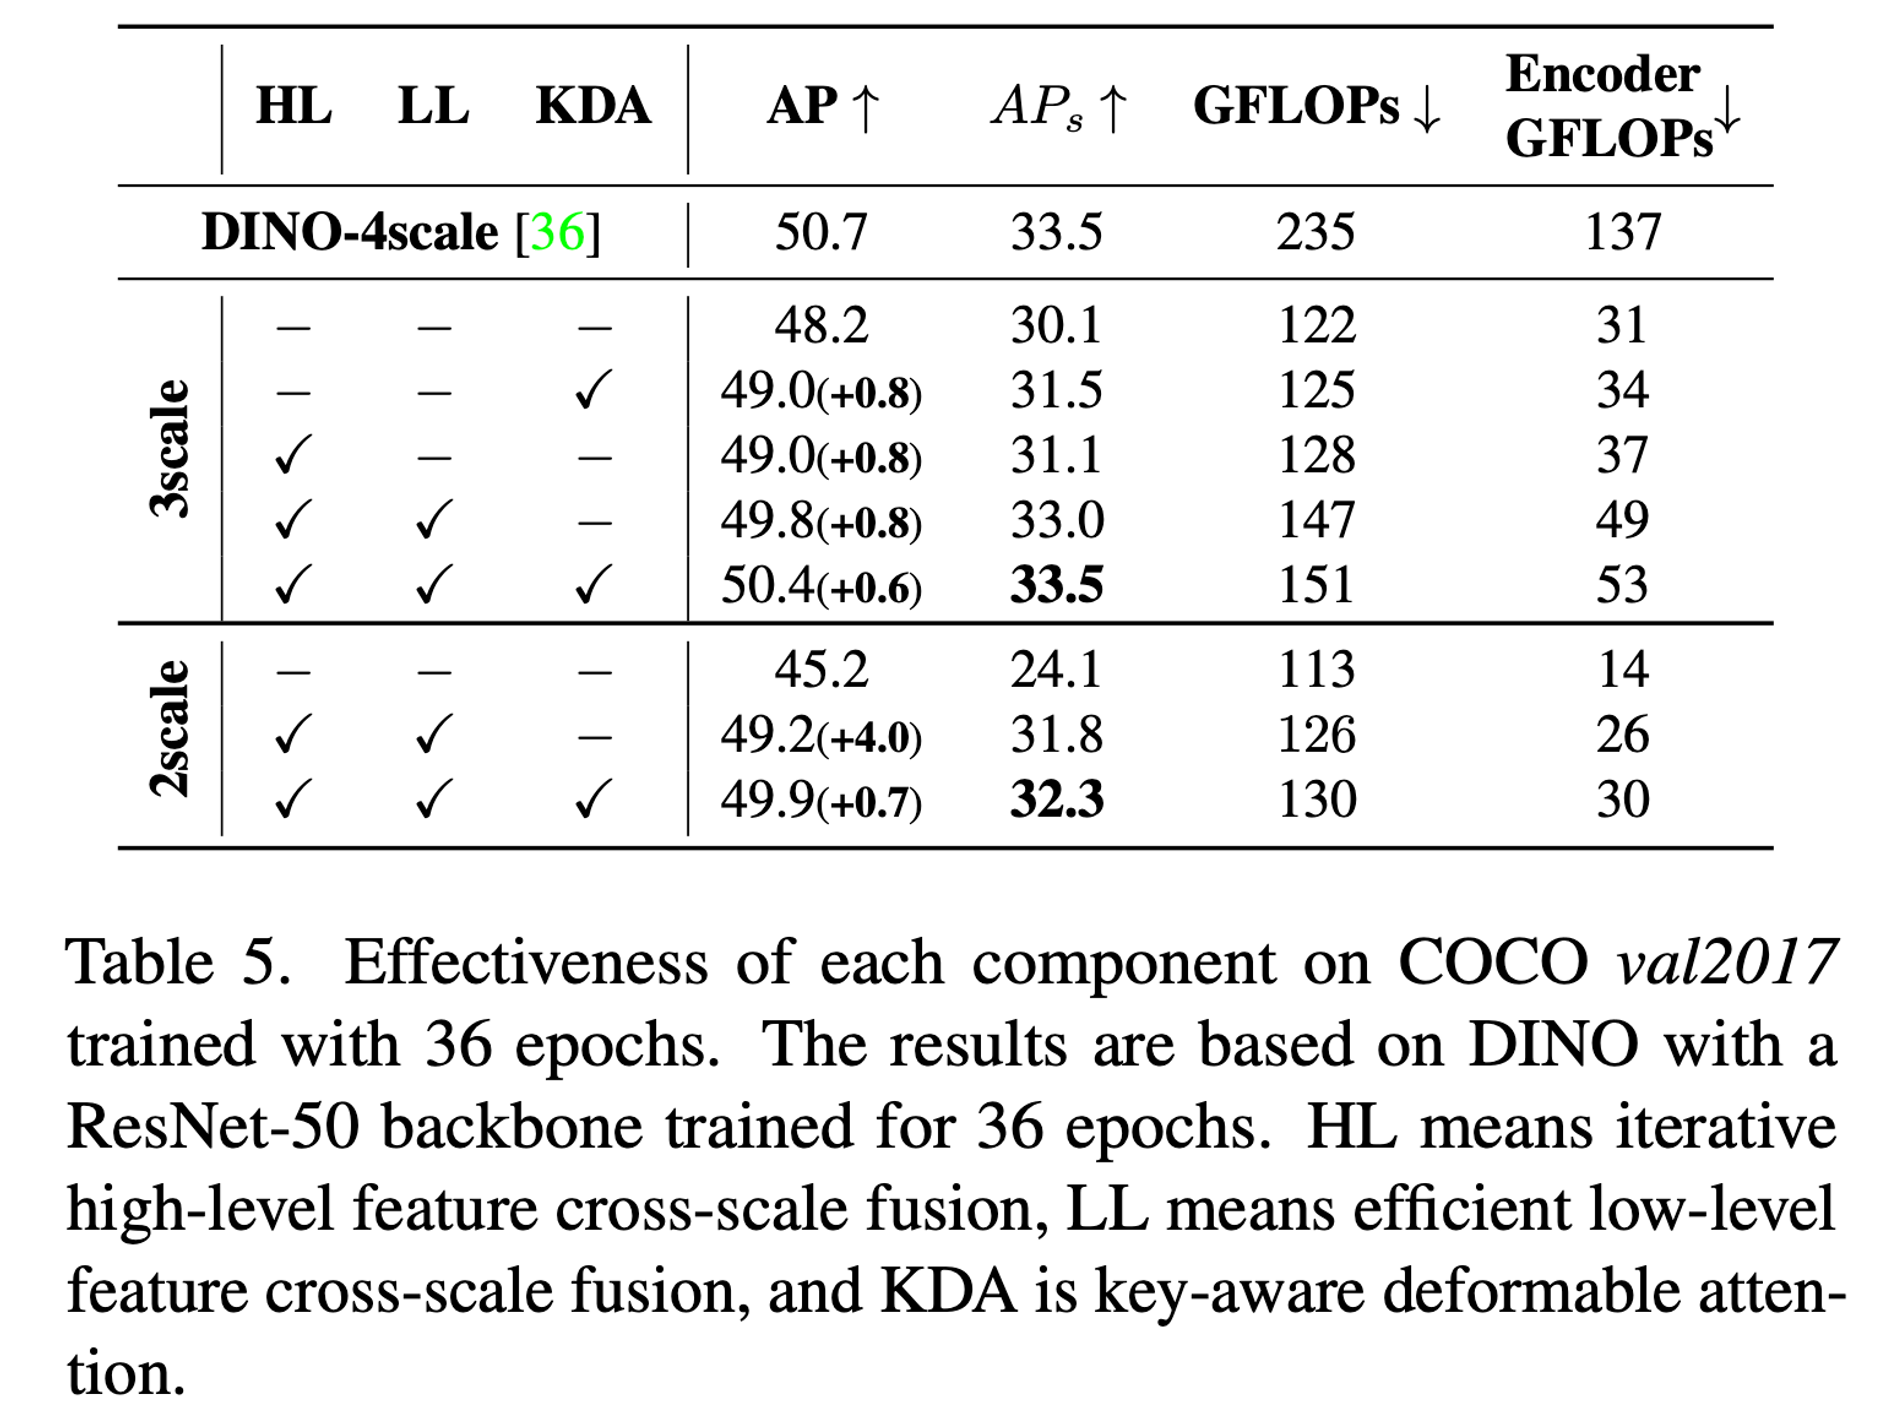 HL LL KDA AP ↑ APs ↑ GFLOPs ↓ Encoder GFLOPs ↓
DINO-4scale [36] 50.7 33.5 235 137
3scale
– – – 48.2 30.1 122 31
– – ✓ 49.0(+0.8) 31.5 125 34
✓ – – 49.0(+0.8) 31.1 128 37
✓ ✓ – 49.8(+0.8) 33.0 147 49
✓ ✓ ✓ 50.4(+0.6) 33.5 151 53
2scale
– – – 45.2 24.1 113 14
✓ ✓ – 49.2(+4.0) 31.8 126 26
✓ ✓ ✓ 49.9(+0.7) 32.3 130 30
Table 5. Effectiveness of each component on COCO val2017
trained with 36 epochs. The results are based on DINO with a
ResNet-50 backbone trained for 36 epochs. HL means iterative
high-level feature cross-scale fusion, LL means efficient low-level
feature cross-scale fusion, and KDA is key-aware deformable atten-
tion.